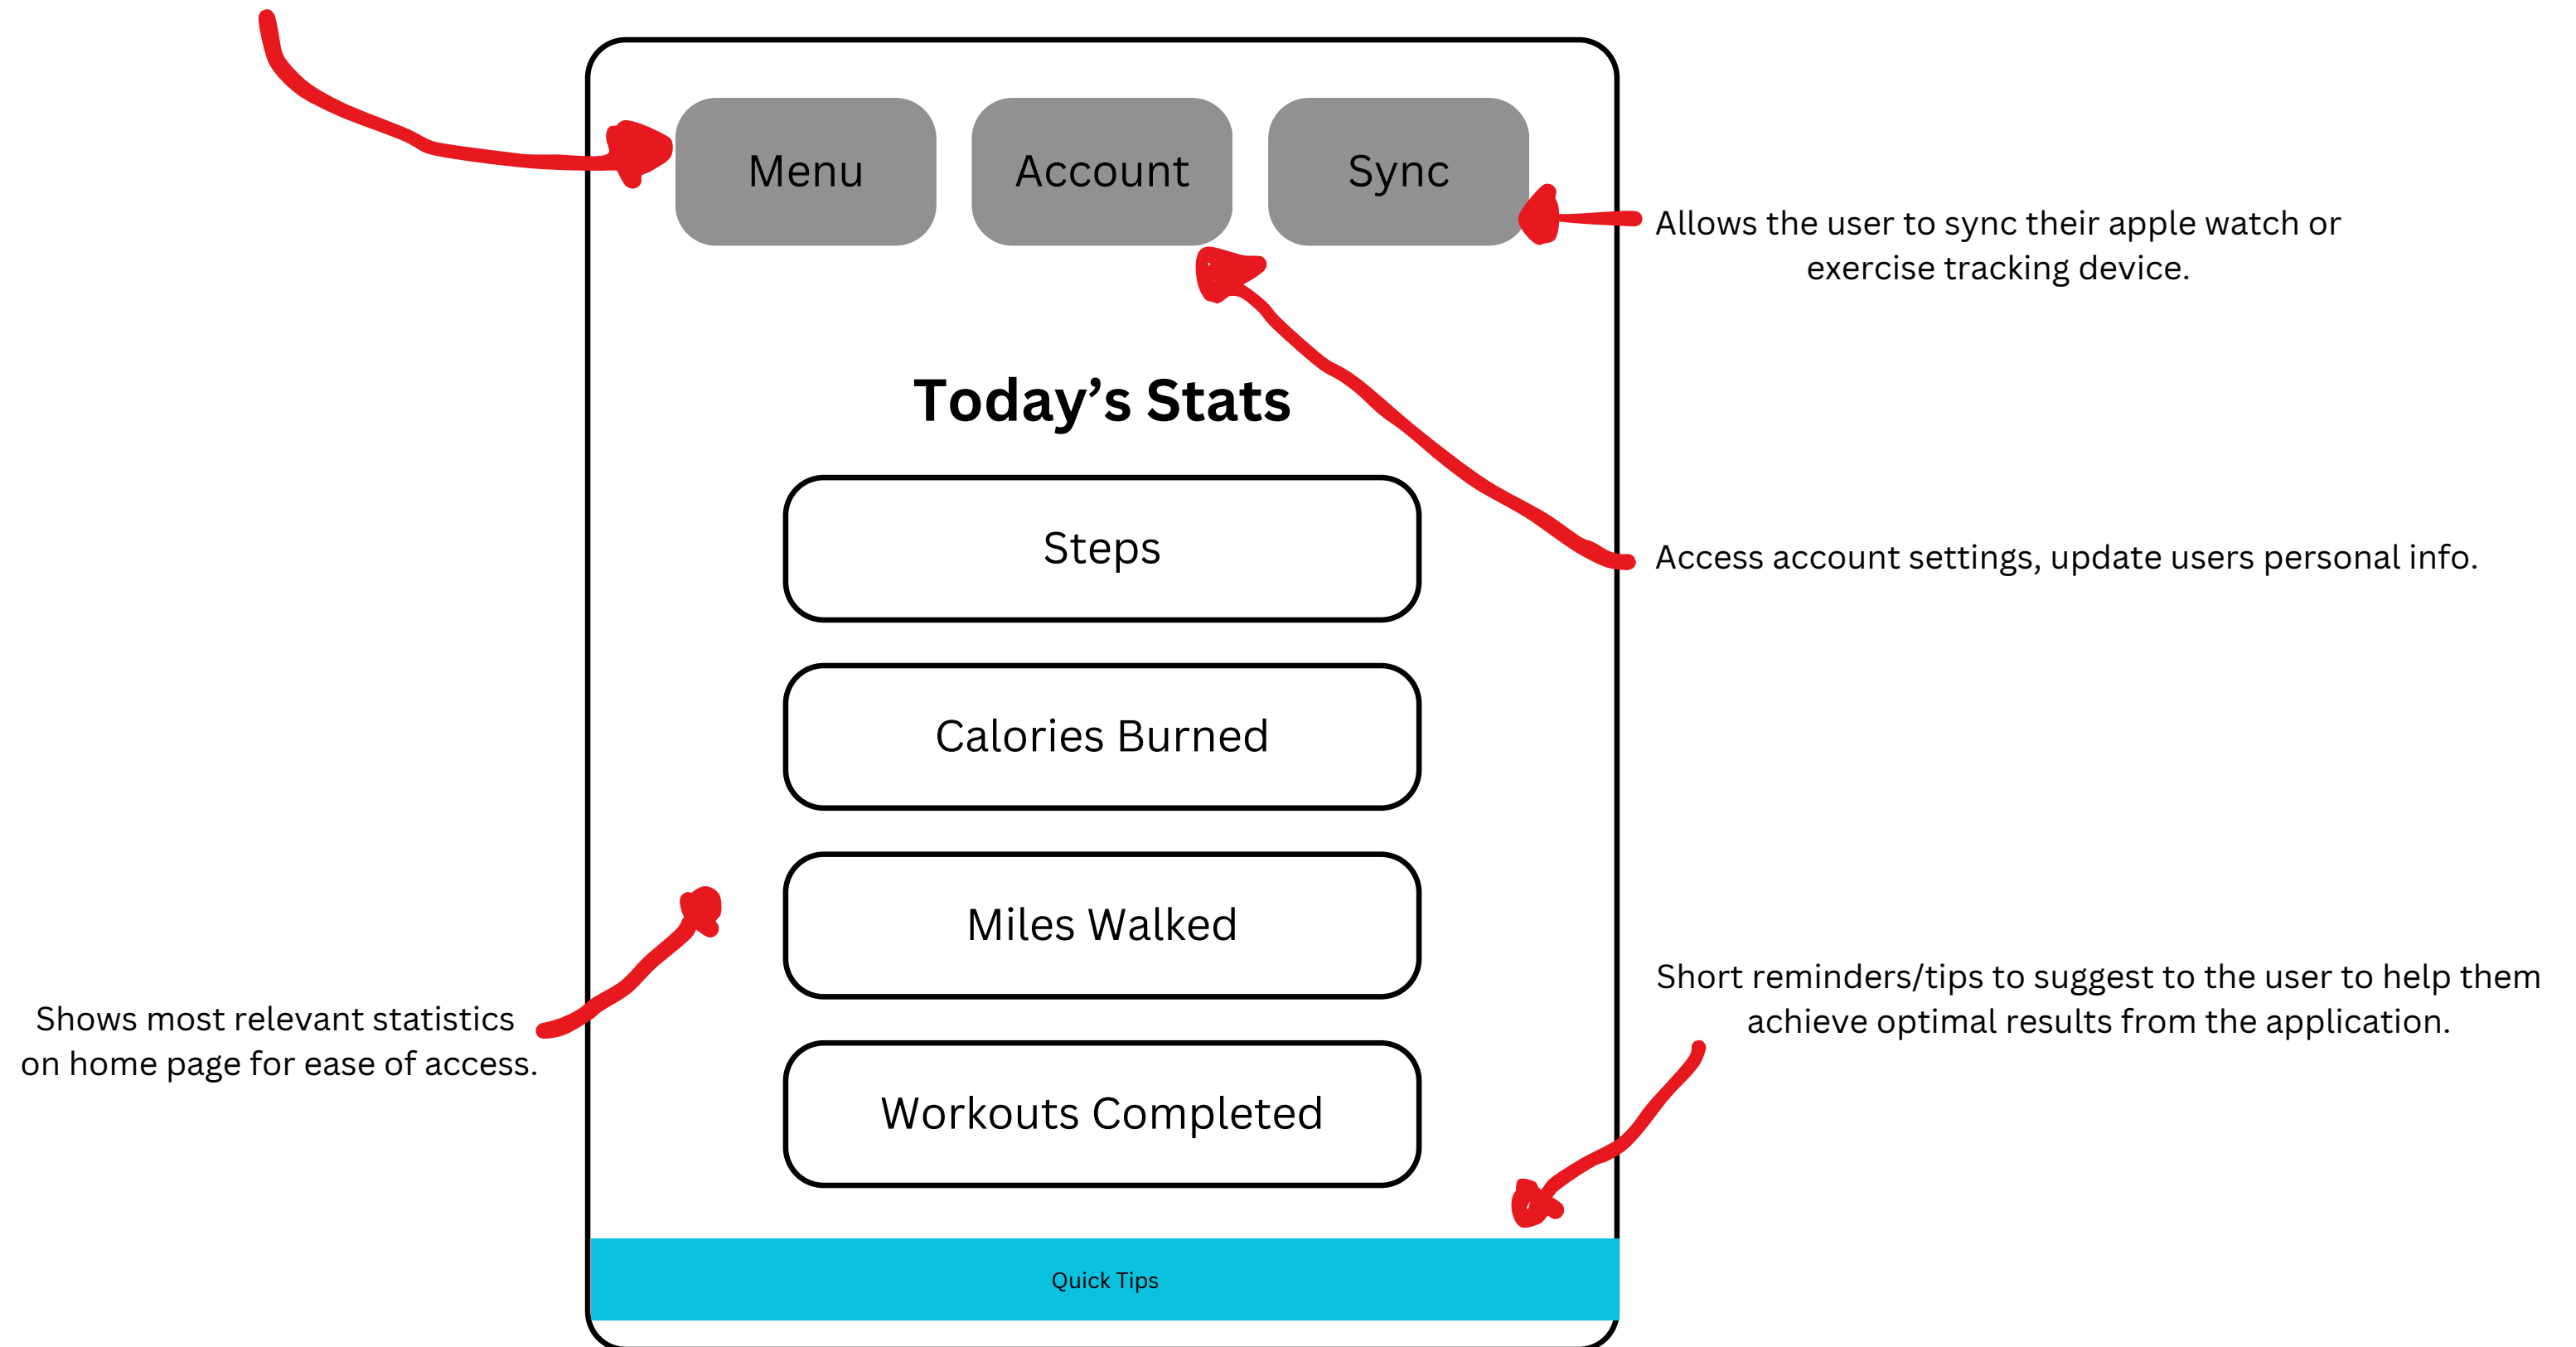 Menu
Account
Sync
Allows the user to sync their apple watch or
exercise tracking device.
Today’s Stats
Steps
Access account settings, update users personal info.
Calories Burned
Miles Walked
Short reminders/tips to suggest to the user to help them
achieve optimal results from the application.
Shows most relevant statistics
on home page for ease of access.
Workouts Completed
Quick Tips